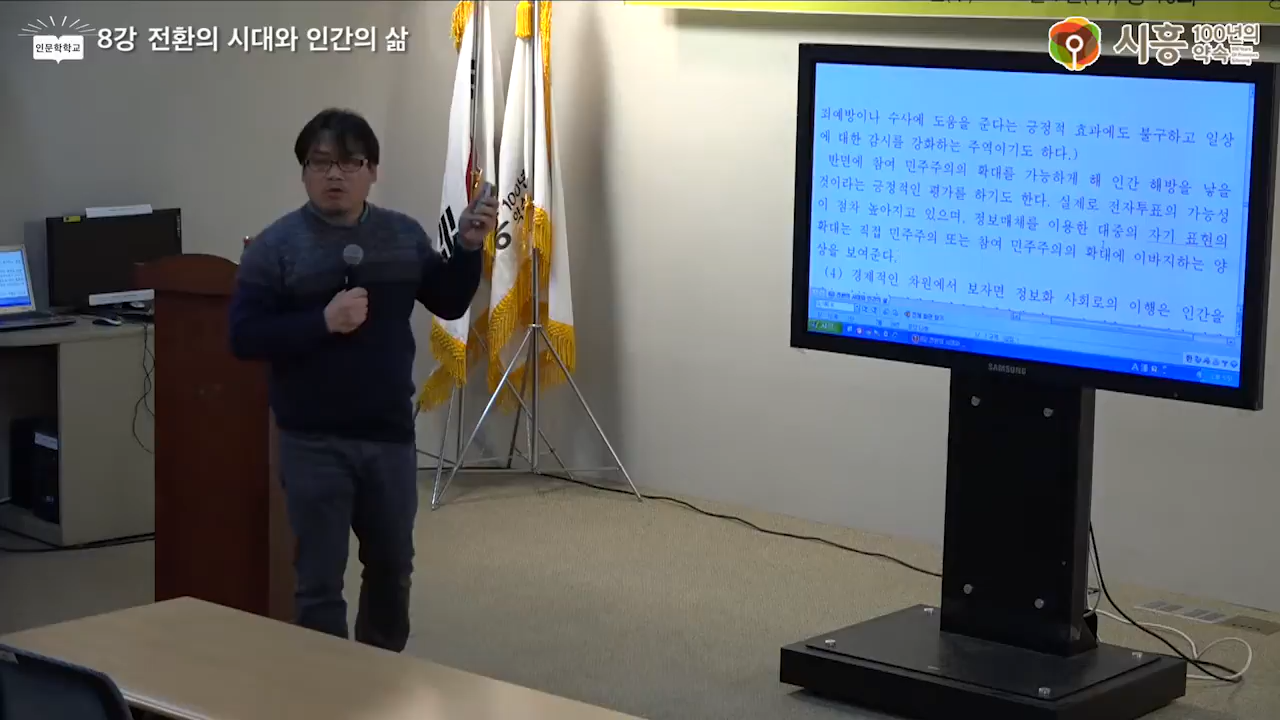 인문학학교
8강 전환의 시대와 인간의 삶
시흥 100년의 약속
100년
괴예방이나 수사에 도움을 준다는 긍정적 효과에도 불구하고 일상
에 대한 감시를 강화하는 주역이기도 하다.)
반면에 참여 민주주의의 확대를 가능하게 해 인간 해방을 낳을
것이라는 긍정적인 평가를 하기도 한다. 실제로 전자투표의 가능성
이 점차 높아지고 있으며, 정보매체를 이용한 대중의 자기 표현의
확대는 직접 민주주의 또는 참여 민주주의의 확대에 이바지하는 양
상을 보여준다.
(4) 경제적인 차원에서 보자면 정보화 사회로의 이행은 인간을
SAMSUNG